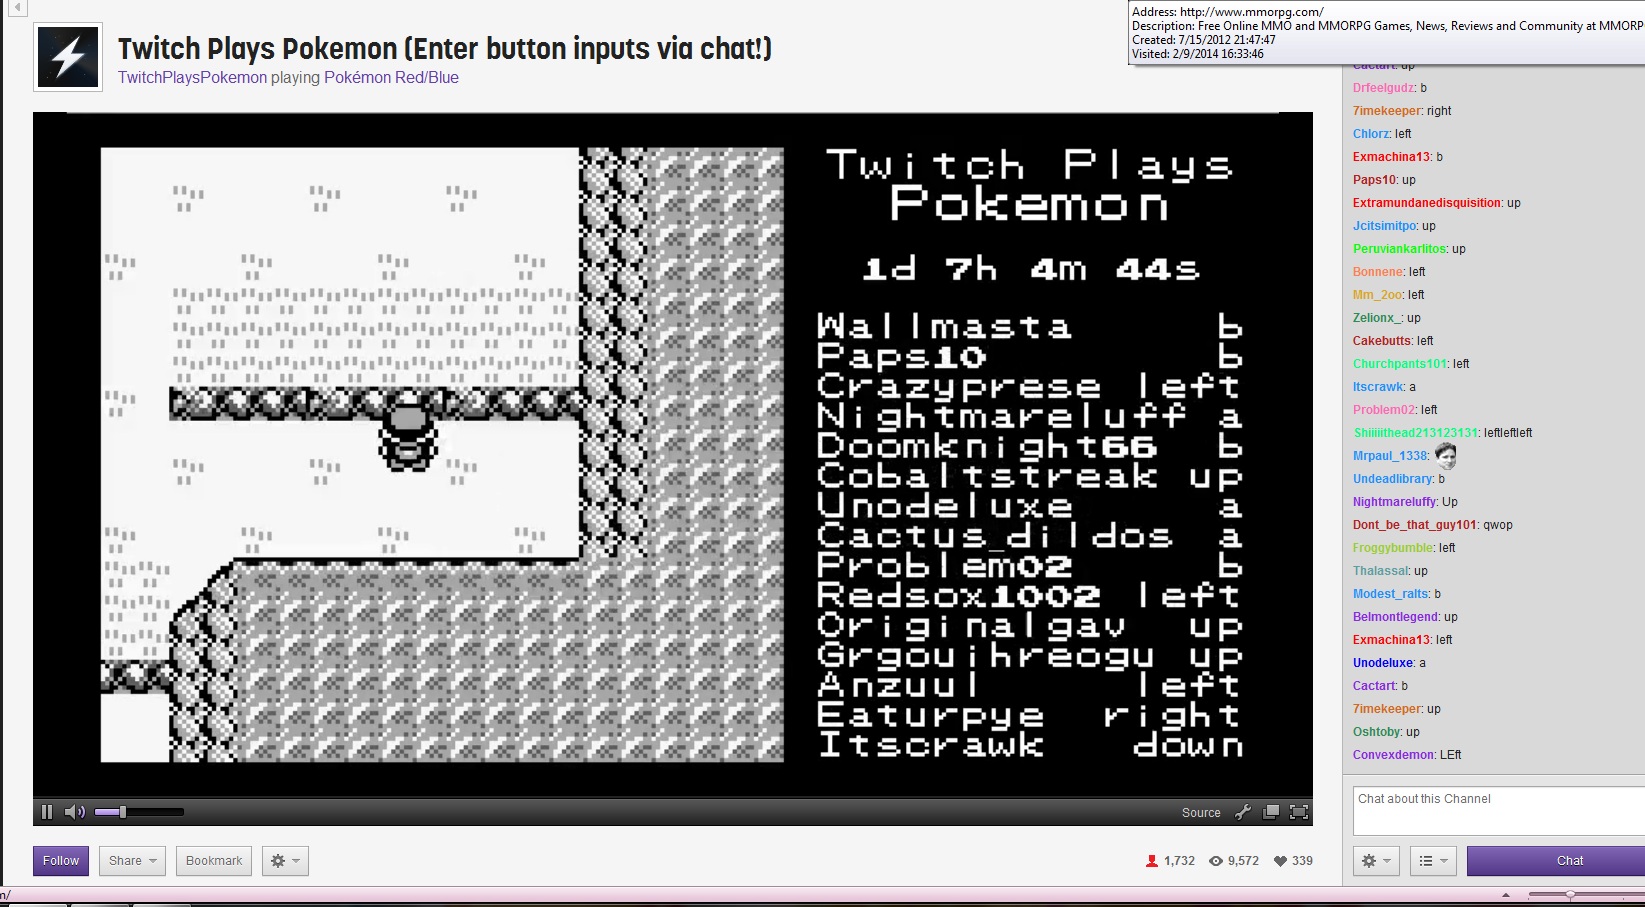 Address: http://www.mmorpg.com/
Description: Free Online MMO and MMORPG Games, News, Reviews and Community at MMORP
Created: 7/15/2012 21:47:47
Visited: 2/9/2014 16:33:46
Twitch Plays Pokemon (Enter button inputs via chat!)
TwitchPlaysPokemon playing Pokémon Red/Blue
Twitch Plays
Pokemon
1d 7h 4m 44s
Wallmasta b
Paps10 b
Crazyprese left
Nightmareluff a
Doomknight66 b
Cobaltstreak up
Unodeluxe a
Cactus_dildos a
Problem02 b
Redsox1002 left
Originalgav up
Grgouihreogu up
Anzuul left
Eaturpye right
Itscrawk down
Cactart: up
Drfeelgudz: b
7imekeeper: right
Chlorz: left
Exmachina13: b
Paps10: up
Extramundanedisquisition: up
Jcitsimitpo: up
Peruviankarlitos: up
Bonnene: left
Mm_2oo: left
Zelionx_: up
Cakebutts: left
Churchpants101: left
Itscrawk: a
Problem02: left
Shiiiiithead213123131: leftleftleft
Mrpaul_1338:
Undeadlibrary: b
Nightmareluffy: Up
Dont_be_that_guy101: qwop
Froggybumble: left
Thalassal: up
Modest_ralts: b
Belmontlegend: up
Exmachina13: left
Unodeluxe: a
Cactart: b
7imekeeper: up
Oshtoby: up
Convexdemon: LEft
Chat about this Channel
Chat
Source
Follow
Share
Bookmark
1,732
9,572
339
m/